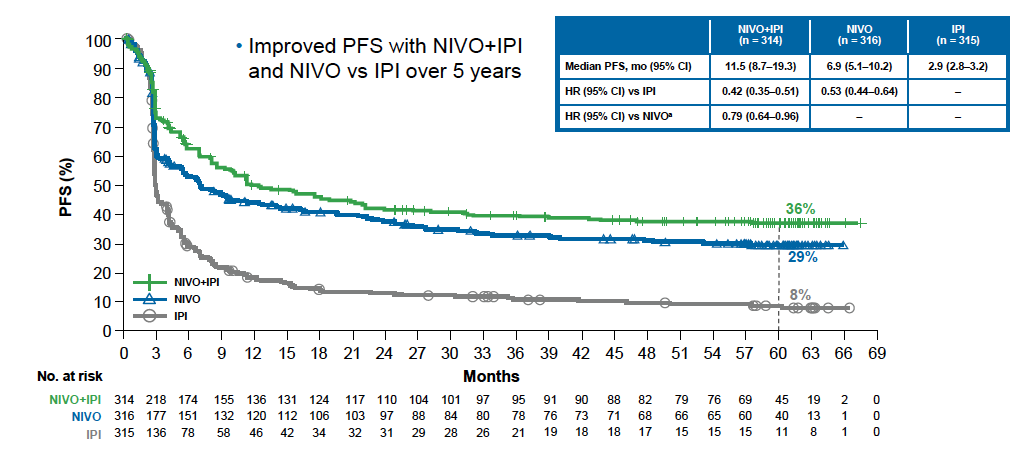 • Improved PFS with NIVO+IPI
and NIVO vs IPI over 5 years
NIVO+IPI
(n = 314)
NIVO
(n = 316)
IPI
(n = 315)
Median PFS, mo (95% CI) 11.5 (8.7–19.3) 6.9 (5.1–10.2) 2.9 (2.8–3.2)
HR (95% CI) vs IPI 0.42 (0.35–0.51) 0.53 (0.44–0.64) –
HR (95% CI) vs NIVOᵃ 0.79 (0.64–0.96) – –
PFS (%)
100
90
80
70
60
50
40
30
20
10
0
36%
29%
8%
NIVO+IPI
NIVO
IPI
0 3 6 9 12 15 18 21 24 27 30 33 36 39 42 45 48 51 54 57 60 63 66 69
Months
No. at risk
NIVO+IPI 314 218 174 155 136 131 124 117 110 104 101 97 95 91 90 88 82 79 76 69 45 19 2 0
NIVO 316 177 151 132 120 112 106 103 97 88 84 80 78 76 73 71 68 66 65 60 40 13 1 0
IPI 315 136 78 58 46 42 34 32 31 29 28 26 21 19 18 18 17 15 15 15 11 8 1 0